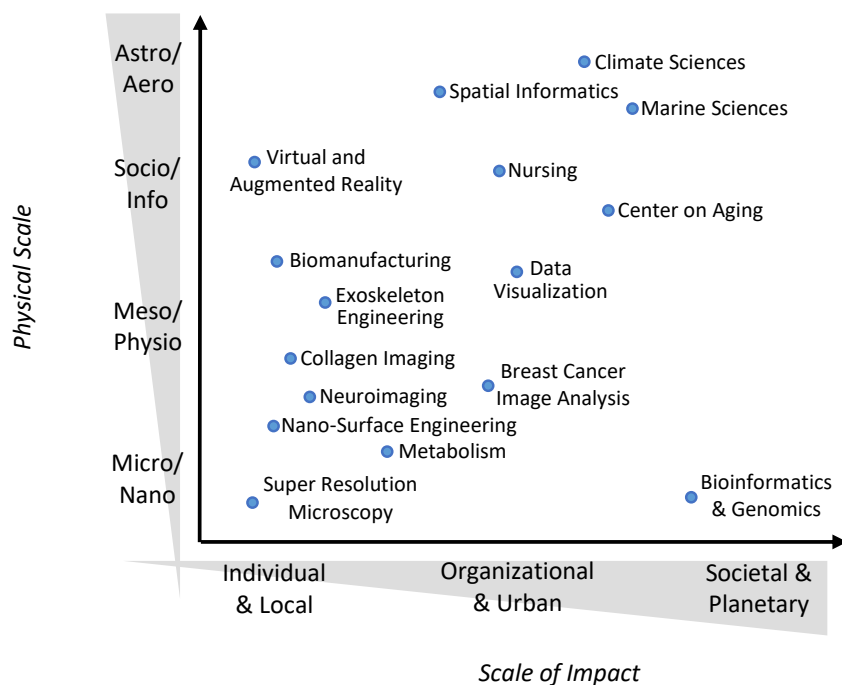 Astro/
Aero
Climate Sciences
Spatial Informatics
Marine Sciences
Socio/
Info
Virtual and
Augmented Reality
Nursing
Center on Aging
Physical Scale
Biomanufacturing
Data
Visualization
Exoskeleton
Engineering
Meso/
Physio
Collagen Imaging
Breast Cancer
Image Analysis
Neuroimaging
Nano-Surface Engineering
Metabolism
Micro/
Nano
Super Resolution
Microscopy
Bioinformatics
& Genomics
Individual
& Local
Organizational
& Urban
Societal &
Planetary
Scale of Impact